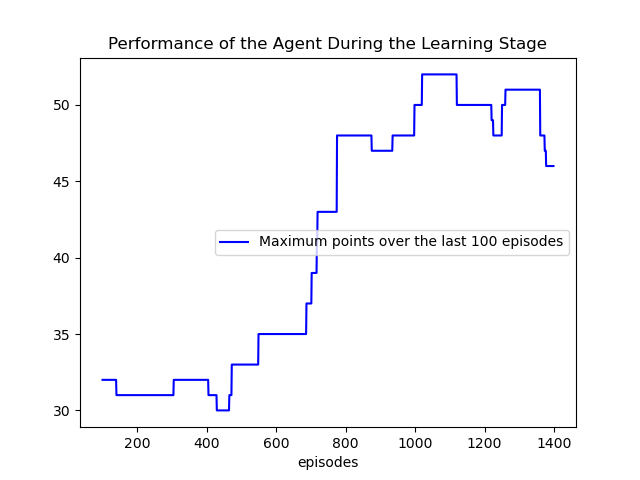 Performance of the Agent During the Learning Stage
50
45
40
35
30
Maximum points over the last 100 episodes
200 400 600 800 1000 1200 1400
episodes